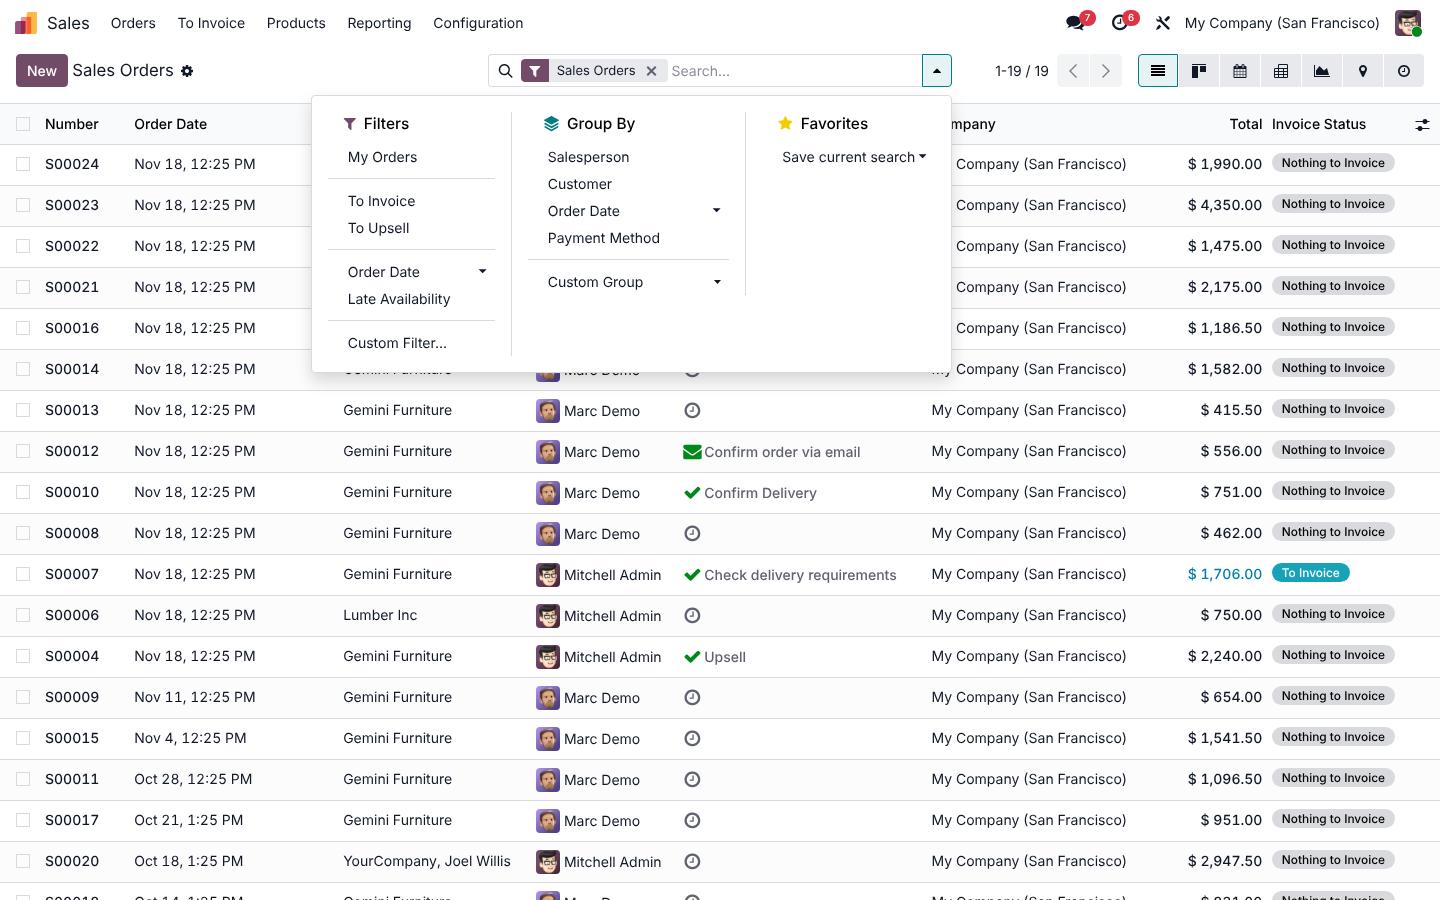 Sales Orders To Invoice Products Reporting Configuration 7 6 My Company (San Francisco)
New Sales Orders Sales Orders Search... 1-19 / 19
Number Order Date mpany Total Invoice Status
Filters
My Orders
To Invoice
To Upsell
Order Date
Late Availability
Custom Filter...
Group By
Salesperson
Customer
Order Date
Payment Method
Custom Group
Favorites
Save current search
S00024 Nov 18, 12:25 PM Company (San Francisco) $ 1,990.00 Nothing to Invoice
S00023 Nov 18, 12:25 PM Company (San Francisco) $ 4,350.00 Nothing to Invoice
S00022 Nov 18, 12:25 PM Company (San Francisco) $ 1,475.00 Nothing to Invoice
S00021 Nov 18, 12:25 PM Company (San Francisco) $ 2,175.00 Nothing to Invoice
S00016 Nov 18, 12:25 PM Company (San Francisco) $ 1,186.50 Nothing to Invoice
S00014 Nov 18, 12:25 PM Gemini Furniture Marc Demo My Company (San Francisco) $ 1,582.00 Nothing to Invoice
S00013 Nov 18, 12:25 PM Gemini Furniture Marc Demo My Company (San Francisco) $ 415.50 Nothing to Invoice
S00012 Nov 18, 12:25 PM Gemini Furniture Marc Demo Confirm order via email My Company (San Francisco) $ 556.00 Nothing to Invoice
S00010 Nov 18, 12:25 PM Gemini Furniture Marc Demo Confirm Delivery My Company (San Francisco) $ 751.00 Nothing to Invoice
S00008 Nov 18, 12:25 PM Gemini Furniture Marc Demo My Company (San Francisco) $ 462.00 Nothing to Invoice
S00007 Nov 18, 12:25 PM Gemini Furniture Mitchell Admin Check delivery requirements My Company (San Francisco) $ 1,706.00 To Invoice
S00006 Nov 18, 12:25 PM Lumber Inc Mitchell Admin My Company (San Francisco) $ 750.00 Nothing to Invoice
S00004 Nov 18, 12:25 PM Gemini Furniture Mitchell Admin Upsell My Company (San Francisco) $ 2,240.00 Nothing to Invoice
S00009 Nov 11, 12:25 PM Gemini Furniture Marc Demo My Company (San Francisco) $ 654.00 Nothing to Invoice
S00015 Nov 4, 12:25 PM Gemini Furniture Marc Demo My Company (San Francisco) $ 1,541.50 Nothing to Invoice
S00011 Oct 28, 12:25 PM Gemini Furniture Marc Demo My Company (San Francisco) $ 1,096.50 Nothing to Invoice
S00017 Oct 21, 1:25 PM Gemini Furniture Marc Demo My Company (San Francisco) $ 951.00 Nothing to Invoice
S00020 Oct 18, 1:25 PM YourCompany, Joel Willis Mitchell Admin My Company (San Francisco) $ 2,947.50 Nothing to Invoice